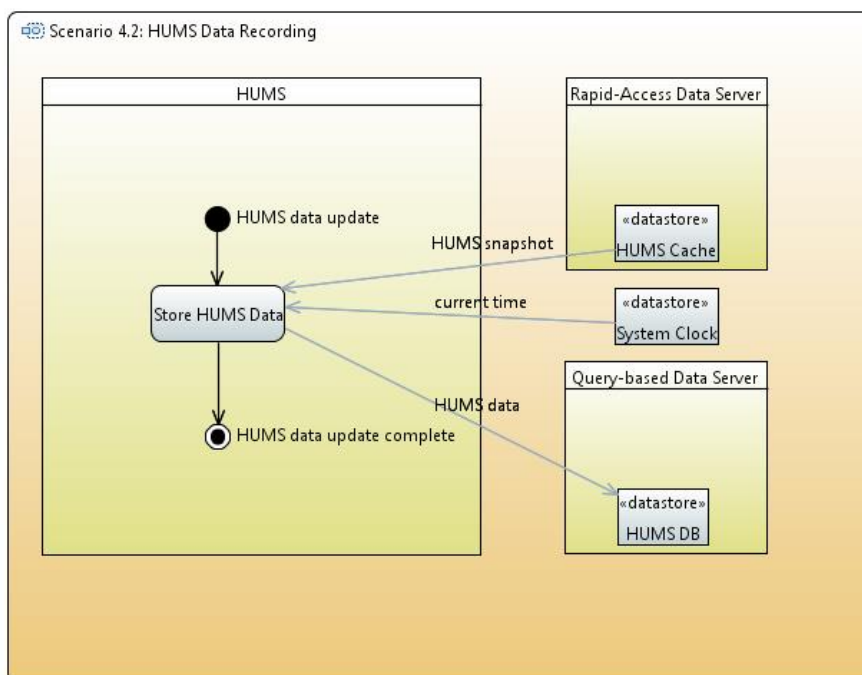 Scenario 4.2: HUMS Data Recording
HUMS
Rapid-Access Data Server
HUMS data update
«datastore»
HUMS Cache
HUMS snapshot
Store HUMS Data
current time
«datastore»
System Clock
Query-based Data Server
HUMS data
HUMS data update complete
«datastore»
HUMS DB